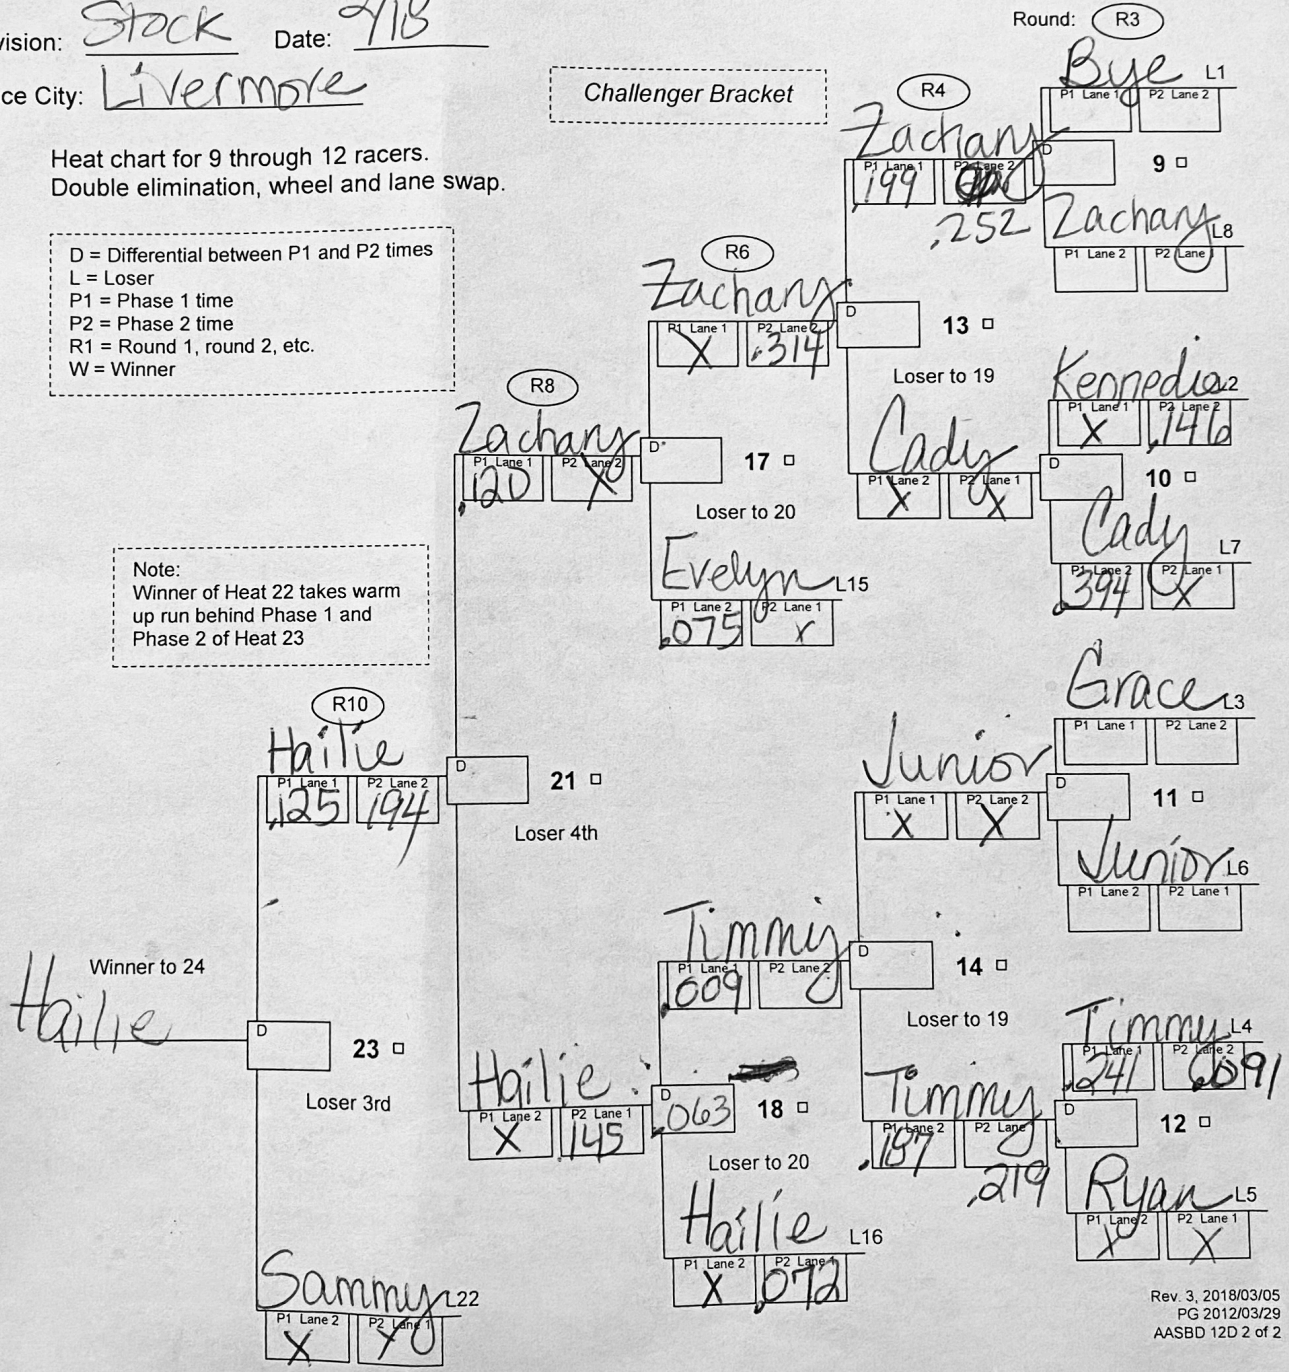 vision: Stock Date: 2/18
ce City: Livermore
Round: R3
Challenger Bracket
R4
Bye L1
P1 Lane 1 P2 Lane 2
Zachary
P1 Lane 1 P2 Lane 2
.199
.252
D
9
Zachary L8
P1 Lane 2 P2 Lane 1
Heat chart for 9 through 12 racers.
Double elimination, wheel and lane swap.
D = Differential between P1 and P2 times
L = Loser
P1 = Phase 1 time
P2 = Phase 2 time
R1 = Round 1, round 2, etc.
W = Winner
R6
Zachary
P1 Lane 1 P2 Lane 2
X .314
D
13
Loser to 19
Kennedie L2
P1 Lane 1 P2 Lane 2
X .146
R8
Zachary
P1 Lane 1 P2 Lane 2
.120 X
D
17
Loser to 20
Cady
P1 Lane 2 P2 Lane 1
X X
D
10
Cady L7
P1 Lane 2 P2 Lane 1
.394 X
Evelyn L15
P1 Lane 2 P2 Lane 1
.075 X
Note:
Winner of Heat 22 takes warm
up run behind Phase 1 and
Phase 2 of Heat 23
Grace L3
P1 Lane 1 P2 Lane 2
R10
Hailie
P1 Lane 1 P2 Lane 2
.125 .194
D
21
Loser 4th
Junior
P1 Lane 1 P2 Lane 2
X X
D
11
Junior L6
P1 Lane 2 P2 Lane 1
Timmy
P1 Lane 1 P2 Lane 2
.009
D
14
Loser to 19
Winner to 24
Hailie
D
23
Loser 3rd
Timmy L4
P1 Lane 1 P2 Lane 2
.241 .091
Hailie
P1 Lane 2 P2 Lane 1
X .145
D
.063
18
Loser to 20
Timmy
P1 Lane 2 P2 Lane
.187
.219
D
12
Ryan L5
P1 Lane 2 P2 Lane 1
X X
Hailie L16
P1 Lane 2 P2 Lane 1
X .072
Sammy L22
P1 Lane 2 P2 Lane 1
X X
Rev. 3, 2018/03/05
PG 2012/03/29
AASBD 12D 2 of 2